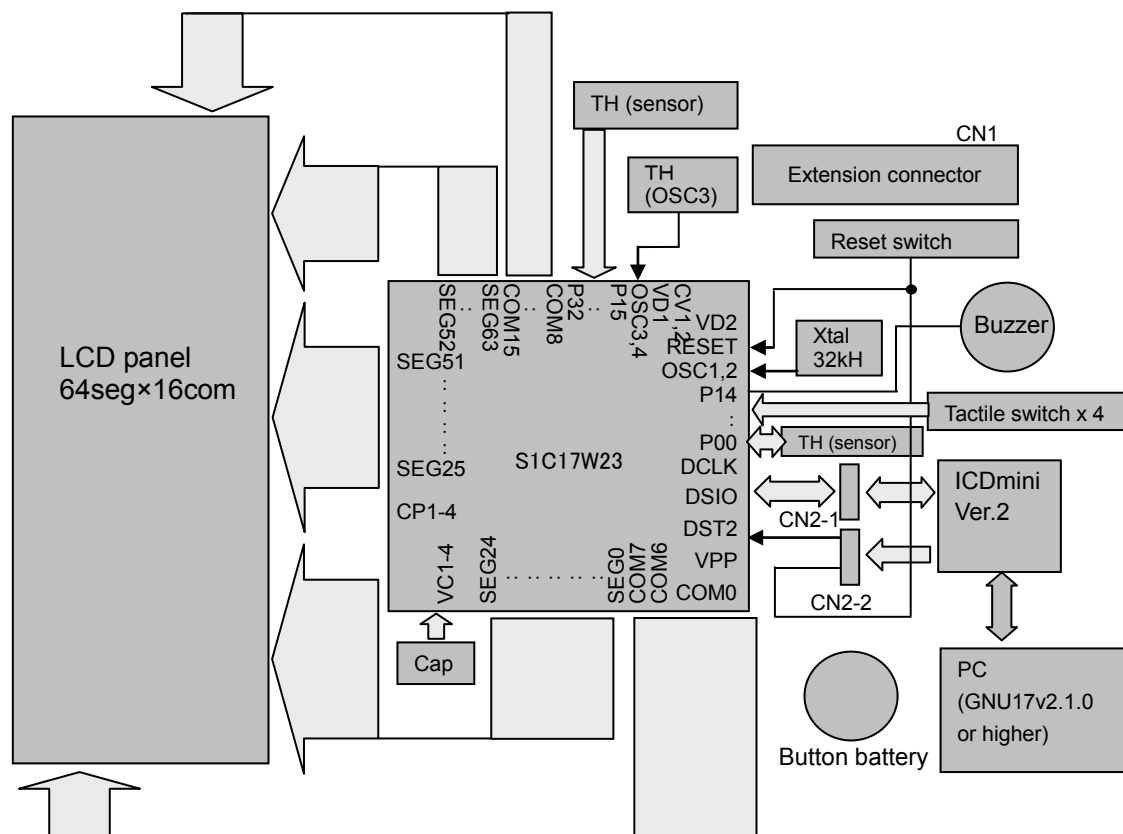 TH (sensor)
CN1
TH
(OSC3)
Extension connector
Reset switch
LCD panel
64seg×16com
SEG52
: :
SEG63
COM15
: :
COM8
P32
: :
P15
OSC3,4
VD1
CV1,2
VD2
RESET
OSC1,2
P14
:
P00
DCLK
DSIO
DST2
VPP
COM0
Xtal
32kH
Buzzer
Tactile switch x 4
TH (sensor)
SEG51
: : : : :
SEG25
CP1-4
S1C17W23
VC1-4
SEG24
: : : : : :
SEG0
COM7
COM6
CN2-1
CN2-2
ICDmini
Ver.2
Cap
PC
(GNU17v2.1.0
or higher)
Button battery